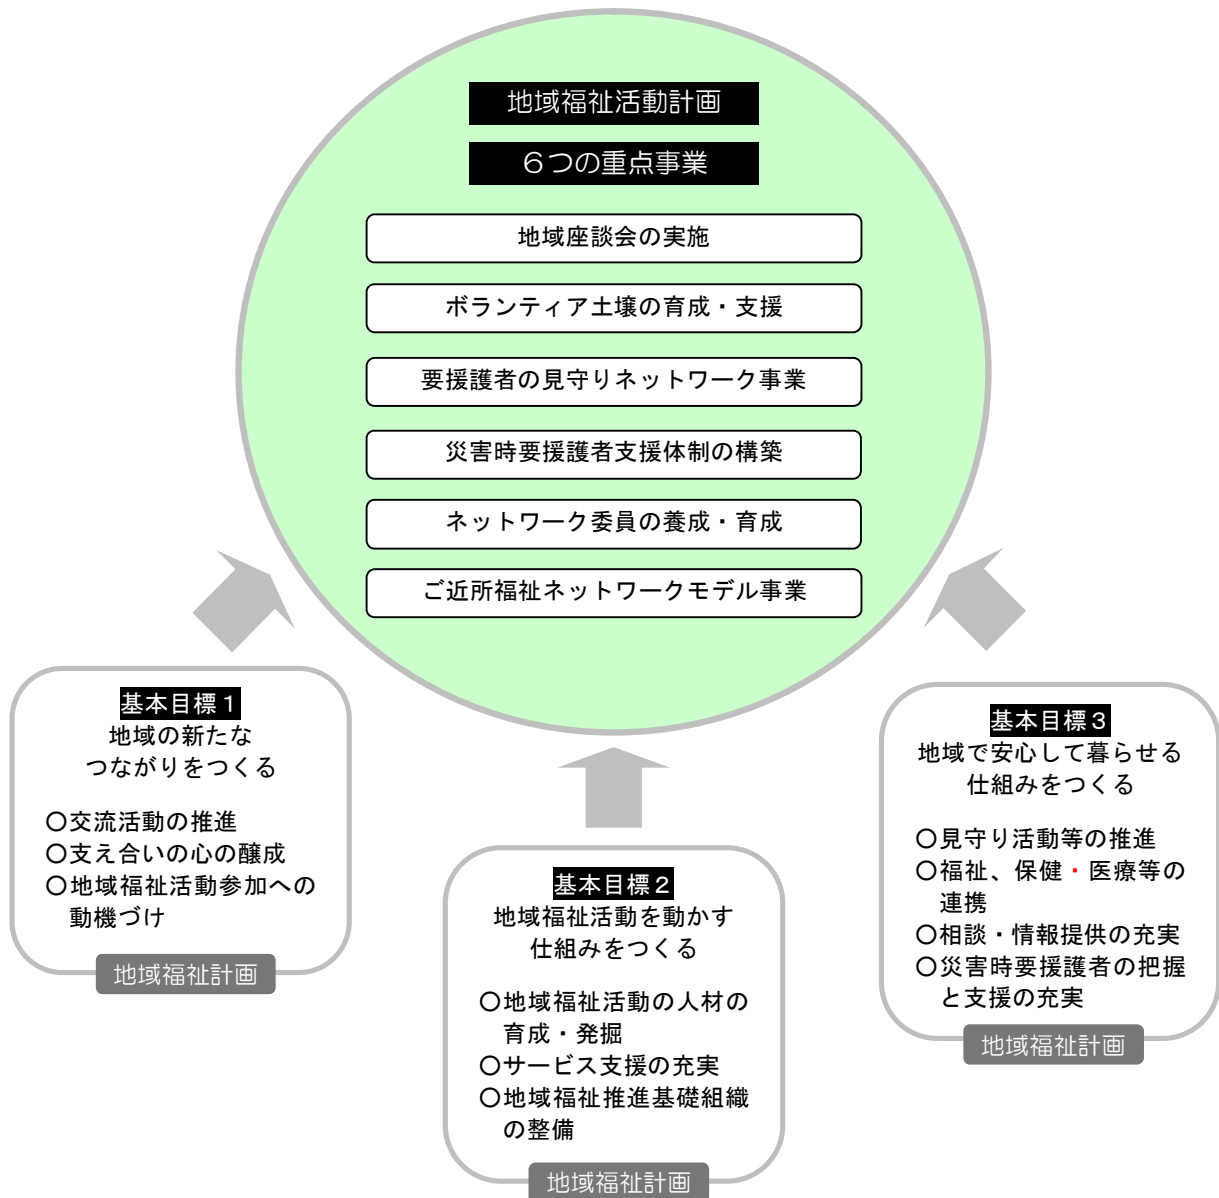 地域福祉活動計画
６つの重点事業
地域座談会の実施
ボランティア土壌の育成・支援
要援護者の見守りネットワーク事業
災害時要援護者支援体制の構築
ネットワーク委員の養成・育成
ご近所福祉ネットワークモデル事業
基本目標１
地域の新たな
つながりをつくる
○交流活動の推進
○支え合いの心の醸成
○地域福祉活動参加への
動機づけ
地域福祉計画
基本目標２
地域福祉活動を動かす
仕組みをつくる
○地域福祉活動の人材の
育成・発掘
○サービス支援の充実
○地域福祉推進基礎組織
の整備
地域福祉計画
基本目標３
地域で安心して暮らせる
仕組みをつくる
○見守り活動等の推進
○福祉、保健・医療等の
連携
○相談・情報提供の充実
○災害時要援護者の把握
と支援の充実
地域福祉計画